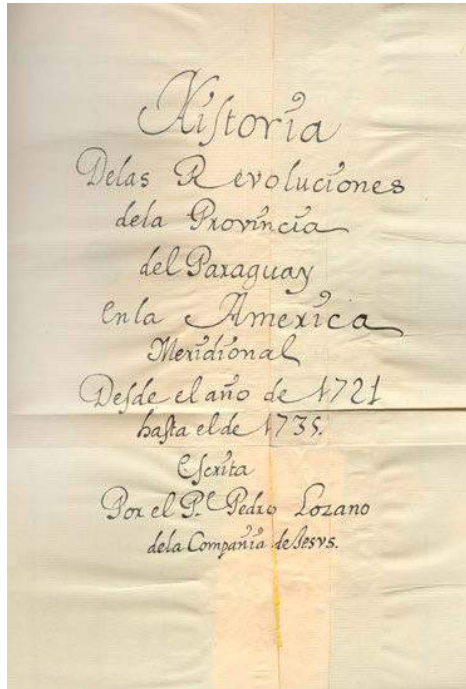 Hiſtoria
Delas Revoluciones
dela Provincia
del Paraguay
En la America
Meridional
Deſde el año de 1721
haſta el de 1735.
Eſcrita
Por el P.e Pedro Lozano
dela Compañia de Jesvs.